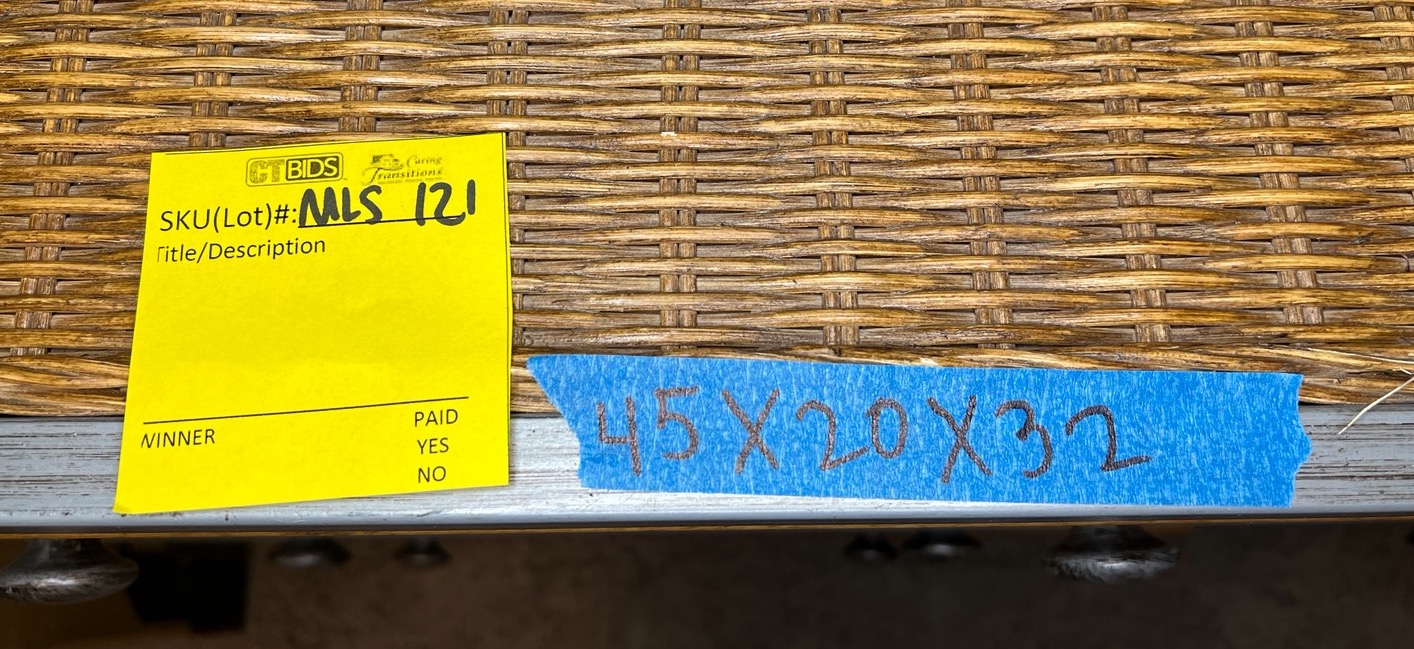 CTBIDS Caring
Transitions
SKU(Lot)#: MLS 121
Title/Description
WINNER
PAID
YES
NO
45X20X32